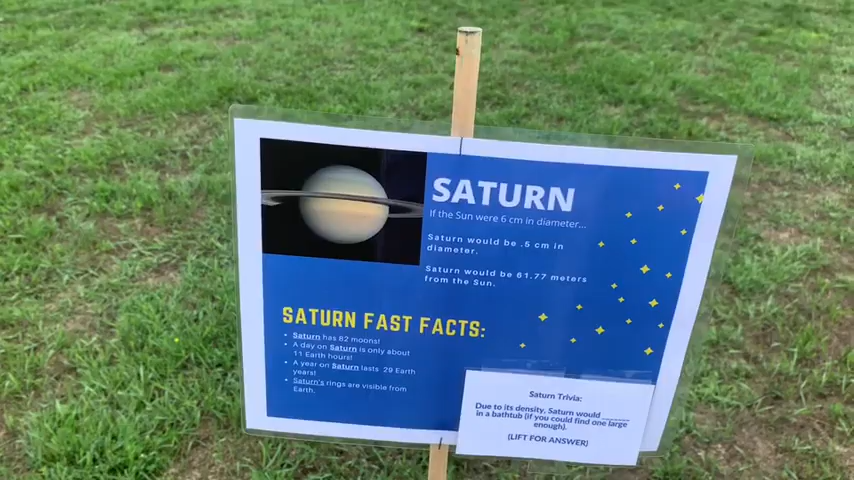 SATURN
If the Sun were 6 cm in diameter...
Saturn would be .5 cm in
diameter.
Saturn would be 61.77 meters
from the Sun.
SATURN FAST FACTS:
• Saturn has 82 moons!
• A day on Saturn is only about
11 Earth hours!
• A year on Saturn lasts 29 Earth
years!
• Saturn's rings are visible from
Earth.
Saturn Trivia:
Due to its density, Saturn would ______
in a bathtub (if you could find one large
enough).
(LIFT FOR ANSWER)